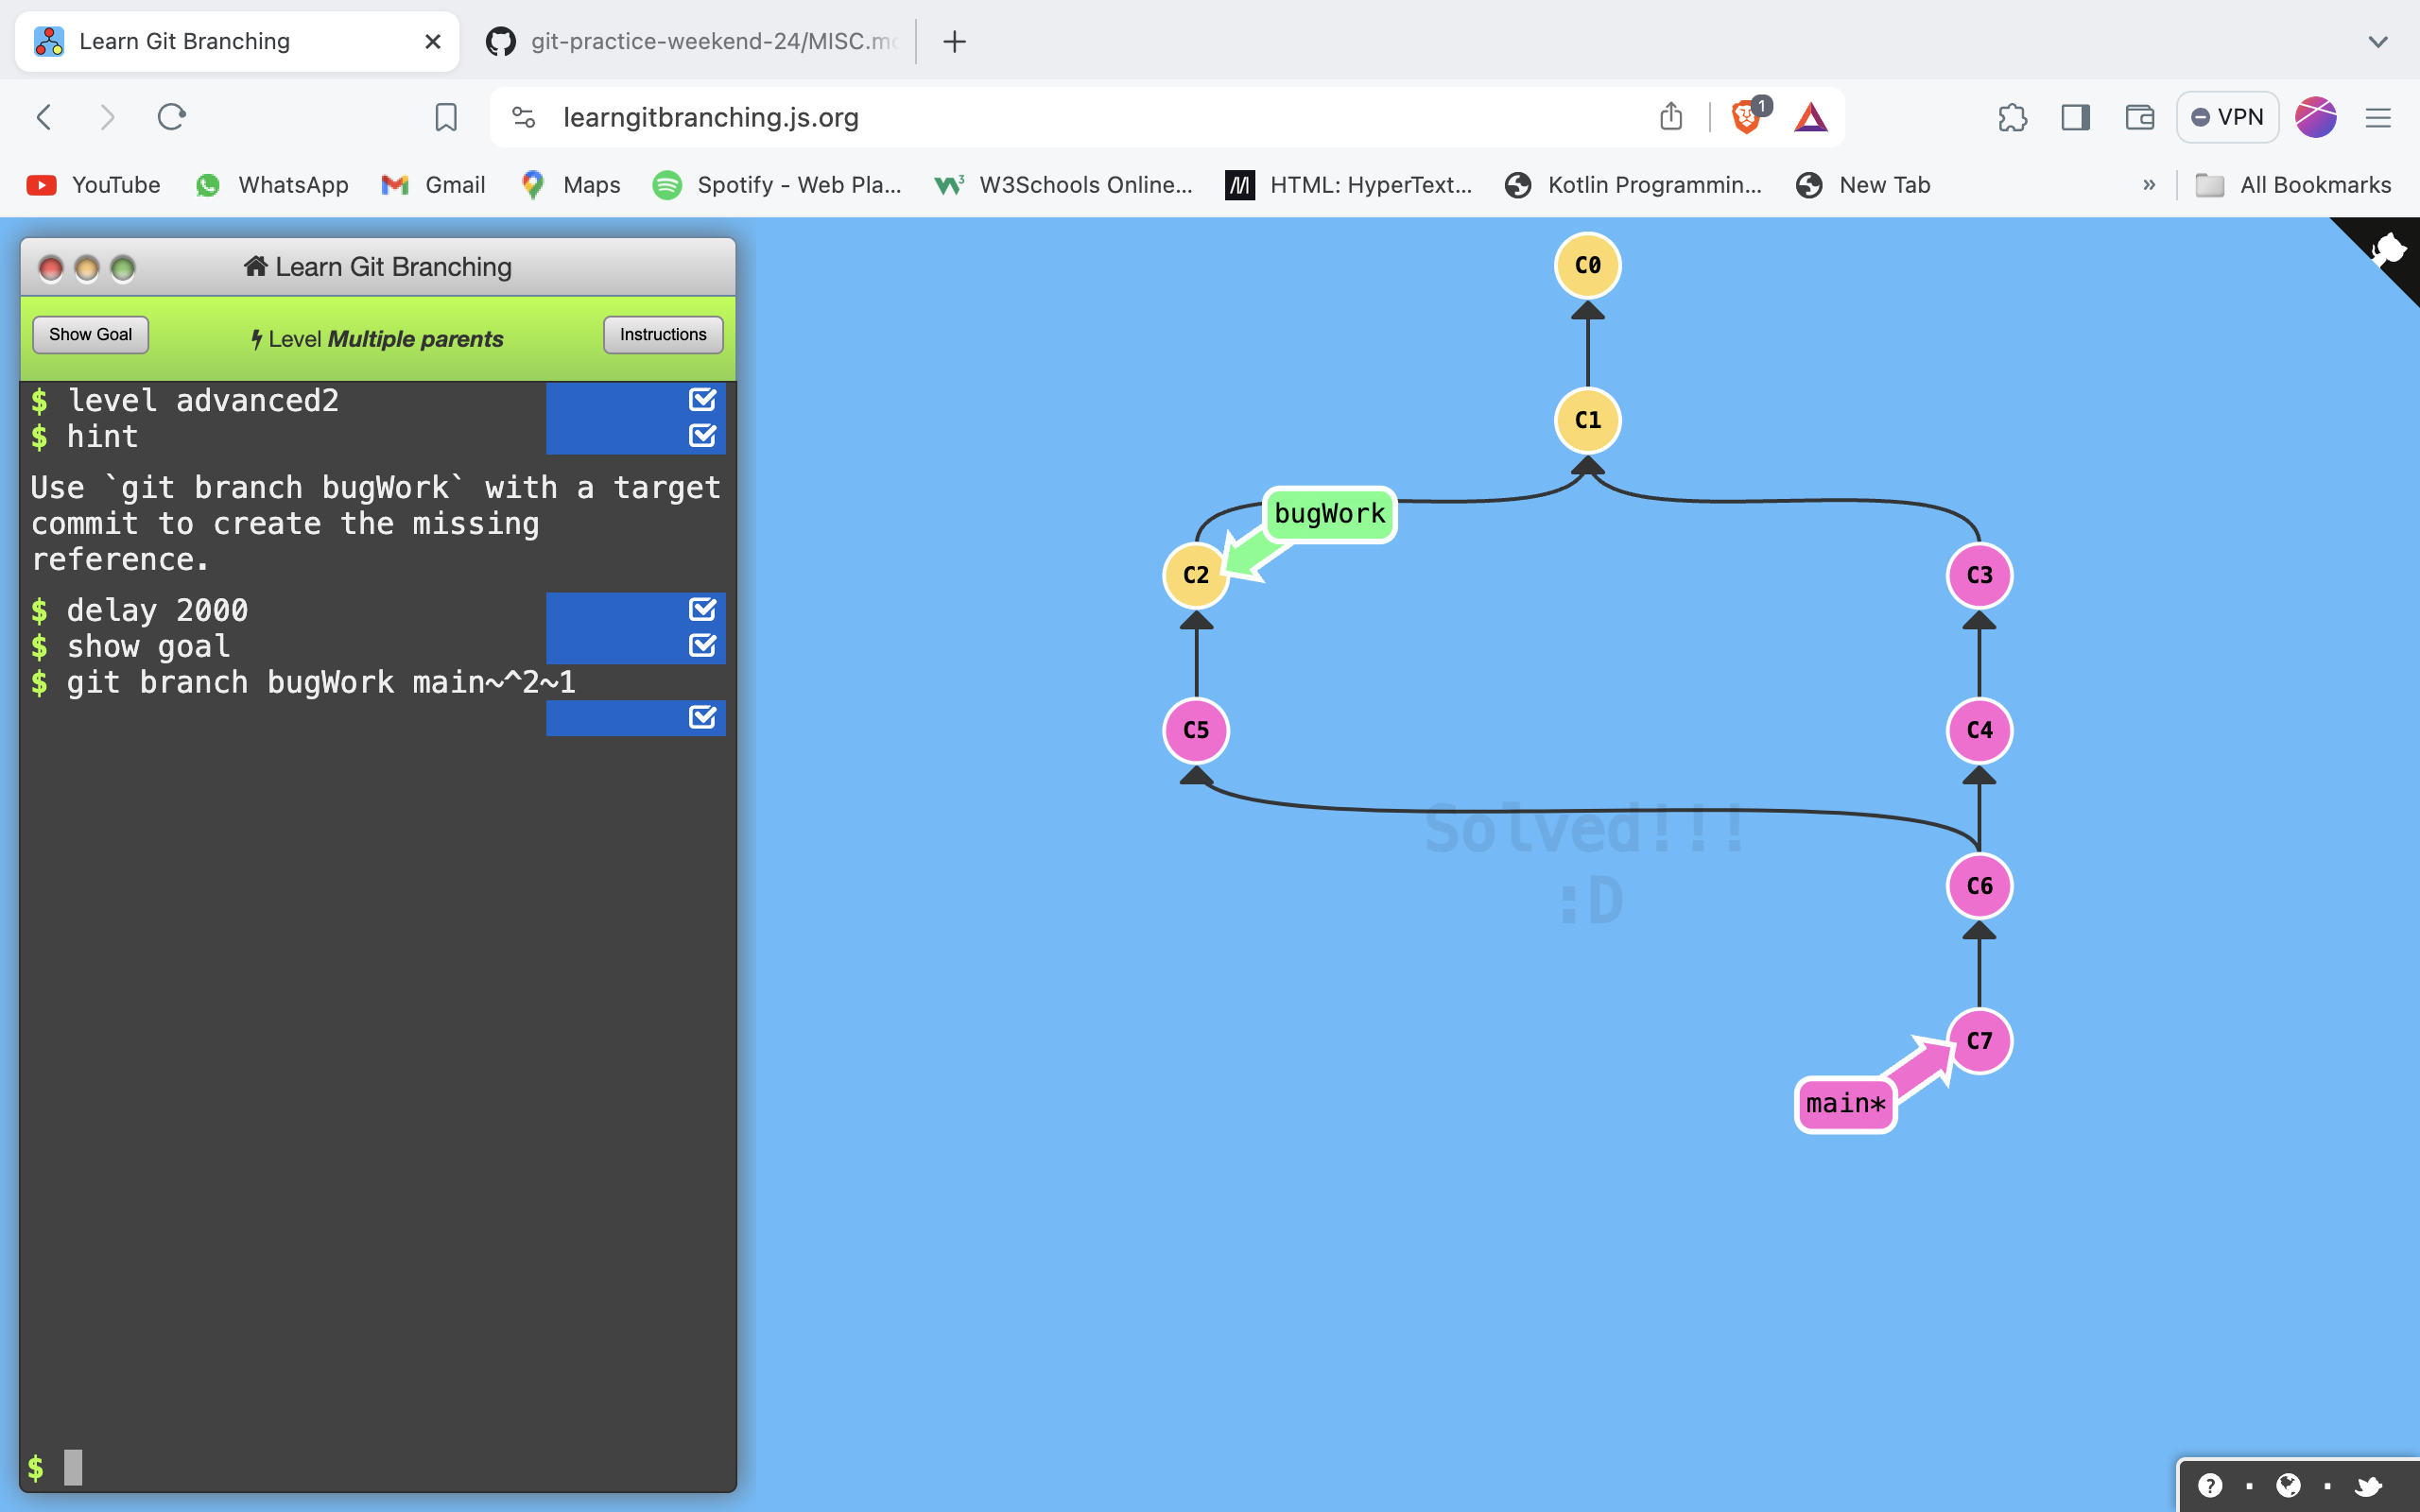 Learn Git Branching
git-practice-weekend-24/MISC.m
learngitbranching.js.org
1
VPN
YouTube
WhatsApp
Gmail
Maps
Spotify - Web Pla...
W3Schools Online...
HTML: HyperText...
Kotlin Programmin...
New Tab
»
All Bookmarks
Learn Git Branching
Show Goal
Level Multiple parents
Instructions
$ level advanced2
$ hint
Use `git branch bugWork` with a target
commit to create the missing
reference.
$ delay 2000
$ show goal
$ git branch bugWork main~^2~1
$
C0
C1
bugWork
C2
C3
C5
C4
Solved!!!
:D
C6
C7
main*